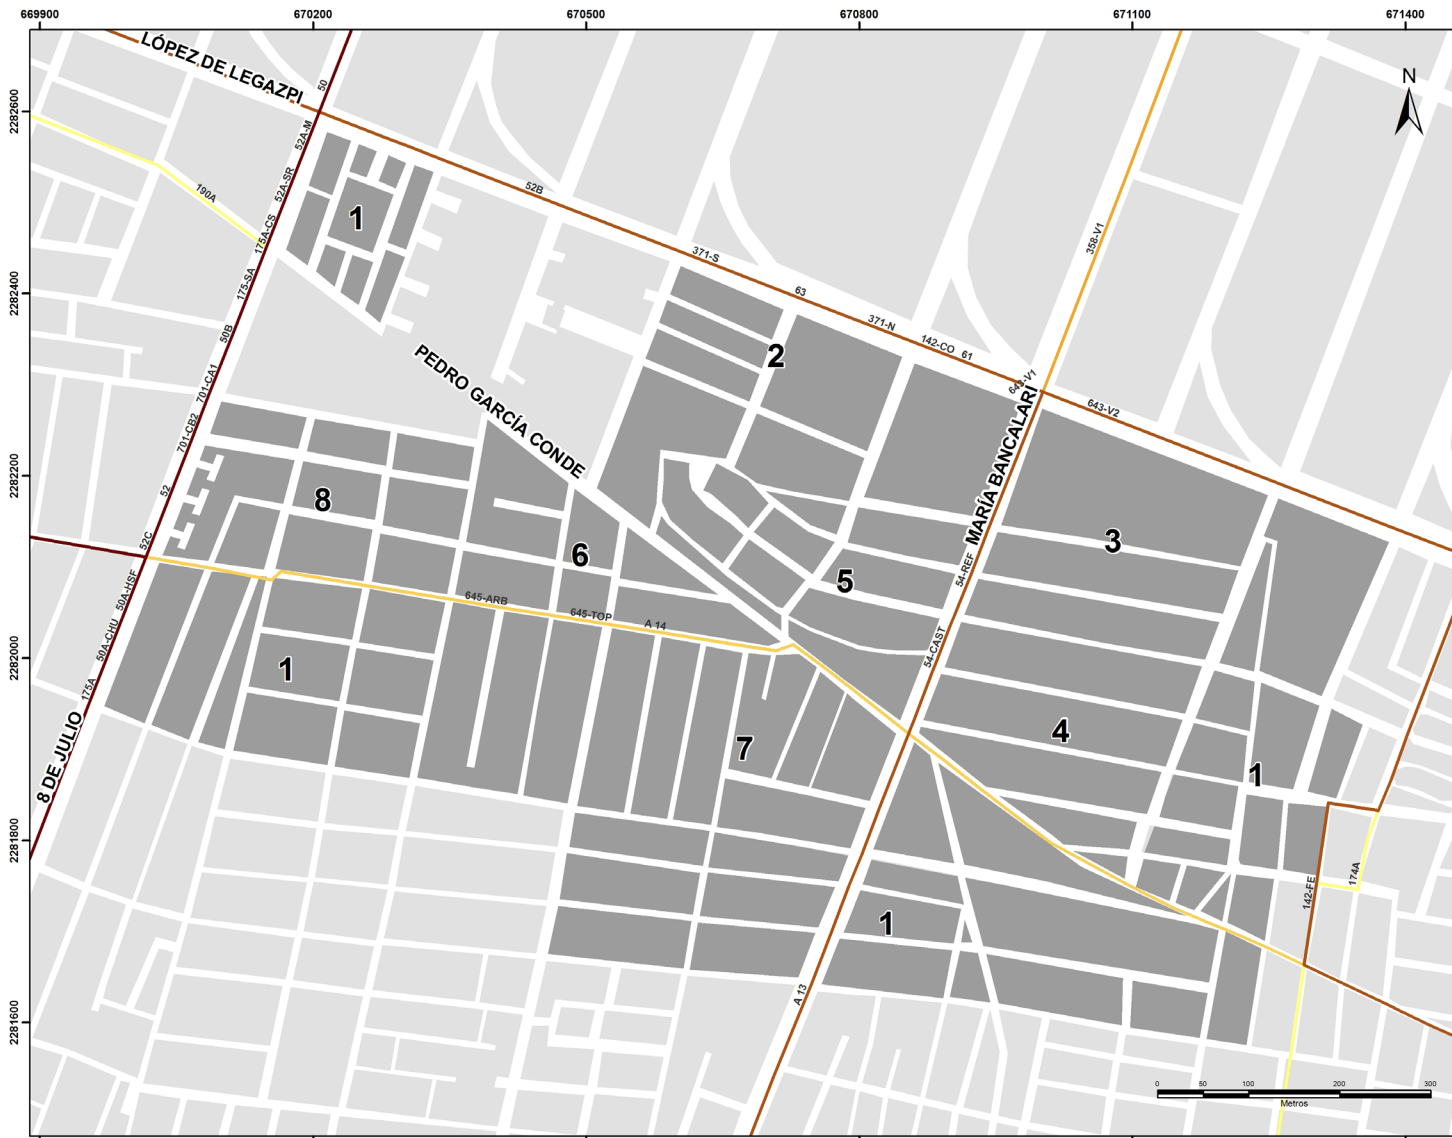 669900
670200
670500
670800
671100
671400
2282600
2282400
2282200
2282000
2281800
2281600
N
LÓPEZ DE LEGAZPI
50
52A-M
52A-SR
190A
175A-CS
175-SA
50B
701-CA1
701-CB2
52
52C
50A-HSF
50A-CHU
175A
8 DE JULIO
52B
371-S
63
371-N
142-CO 61
643-V1
643-V2
358-V1
MARÍA BANCALARI
54-REF
54-CAST
PEDRO GARCÍA CONDE
645-ARB
645-TOP
A 14
A 13
142-FE
174A
1
2
3
8
6
5
1
4
7
1
1
0 50 100 200 300
Metros